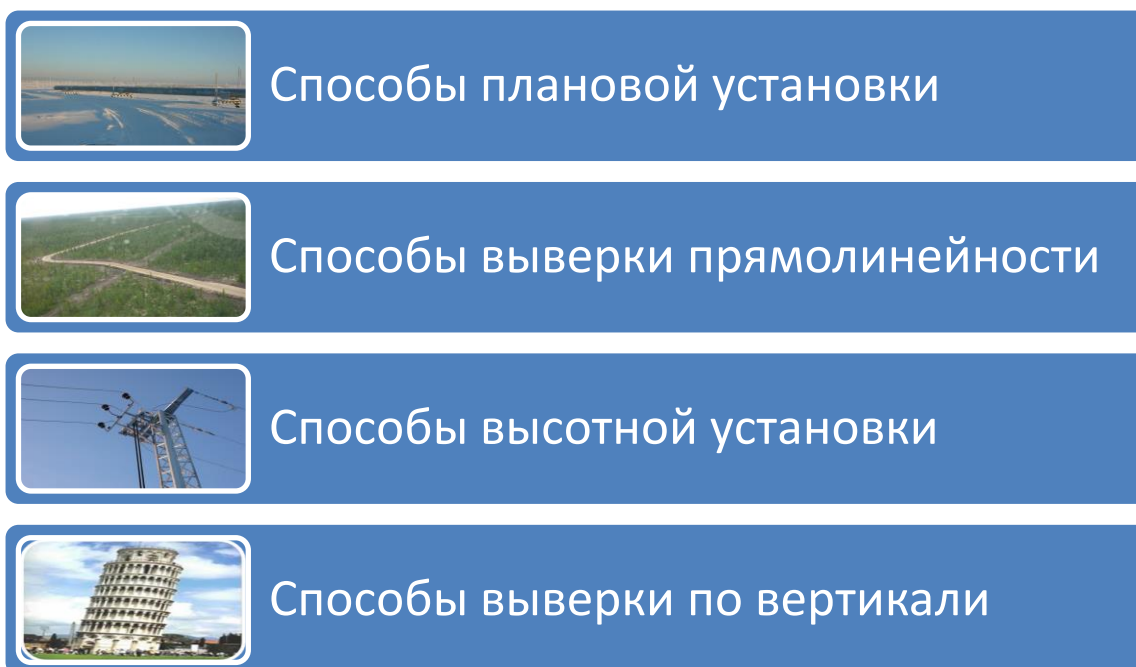 Способы плановой установки
Способы выверки прямолинейности
Способы высотной установки
Способы выверки по вертикали